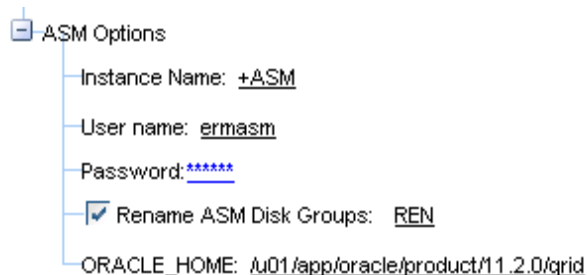 ASM Options
Instance Name: +ASM
User name: ermasm
Password:******
Rename ASM Disk Groups: REN
ORACLE_HOME: /u01/app/oracle/product/11.2.0/grid